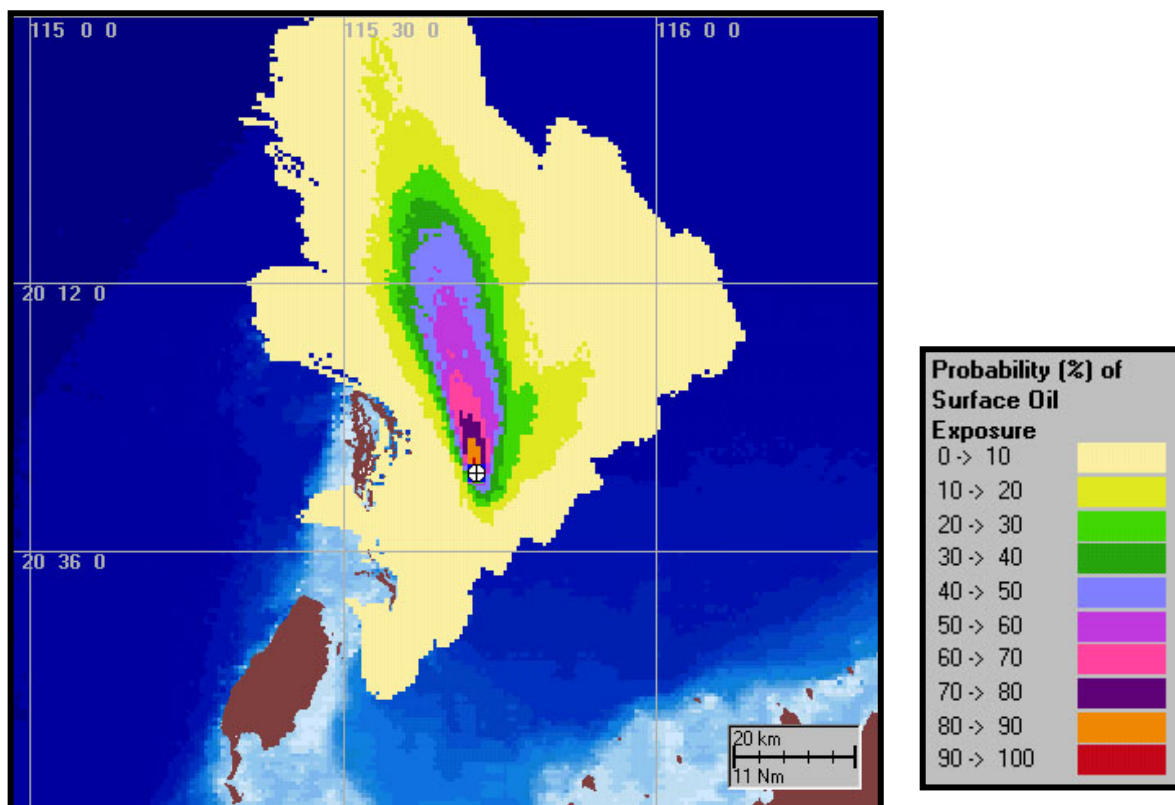 115 0 0
115 30 0
116 0 0
20 12 0
20 36 0
20 km
11 Nm
Probability (%) of
Surface Oil
Exposure
0 -> 10
10 -> 20
20 -> 30
30 -> 40
40 -> 50
50 -> 60
60 -> 70
70 -> 80
80 -> 90
90 -> 100